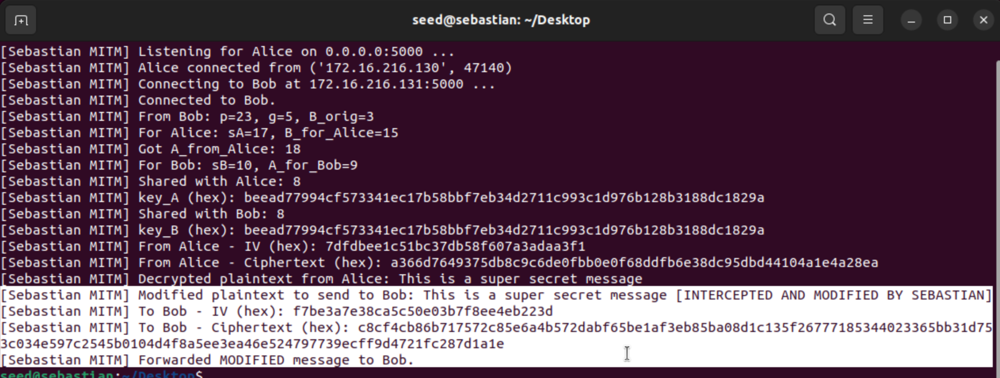 seed@sebastian: ~/Desktop
[Sebastian MITM] Listening for Alice on 0.0.0.0:5000 ...
[Sebastian MITM] Alice connected from ('172.16.216.130', 47140)
[Sebastian MITM] Connecting to Bob at 172.16.216.131:5000 ...
[Sebastian MITM] Connected to Bob.
[Sebastian MITM] From Bob: p=23, g=5, B_orig=3
[Sebastian MITM] For Alice: sA=17, B_for_Alice=15
[Sebastian MITM] Got A_from_Alice: 18
[Sebastian MITM] For Bob: sB=10, A_for_Bob=9
[Sebastian MITM] Shared with Alice: 8
[Sebastian MITM] key_A (hex): beead77994cf573341ec17b58bbf7eb34d2711c993c1d976b128b3188dc1829a
[Sebastian MITM] Shared with Bob: 8
[Sebastian MITM] key_B (hex): beead77994cf573341ec17b58bbf7eb34d2711c993c1d976b128b3188dc1829a
[Sebastian MITM] From Alice - IV (hex): 7dfdbee1c51bc37db58f607a3adaa3f1
[Sebastian MITM] From Alice - Ciphertext (hex): a366d7649375db8c9c6de0fbb0e0f68ddfb6e38dc95dbd44104a1e4a28ea
[Sebastian MITM] Decrypted plaintext from Alice: This is a super secret message
[Sebastian MITM] Modified plaintext to send to Bob: This is a super secret message [INTERCEPTED AND MODIFIED BY SEBASTIAN]
[Sebastian MITM] To Bob - IV (hex): f7be3a7e38ca5c50e03b7f8ee4eb223d
[Sebastian MITM] To Bob - Ciphertext (hex): c8cf4cb86b717572c85e6a4b572dabf65be1af3eb85ba08d1c135f26777185344023365bb31d75
3c034e597c2545b0104d4f8a5ee3ea46e524797739ecff9d4721fc287d1a1e
[Sebastian MITM] Forwarded MODIFIED message to Bob.
seed@sebastian:~/Desktop$